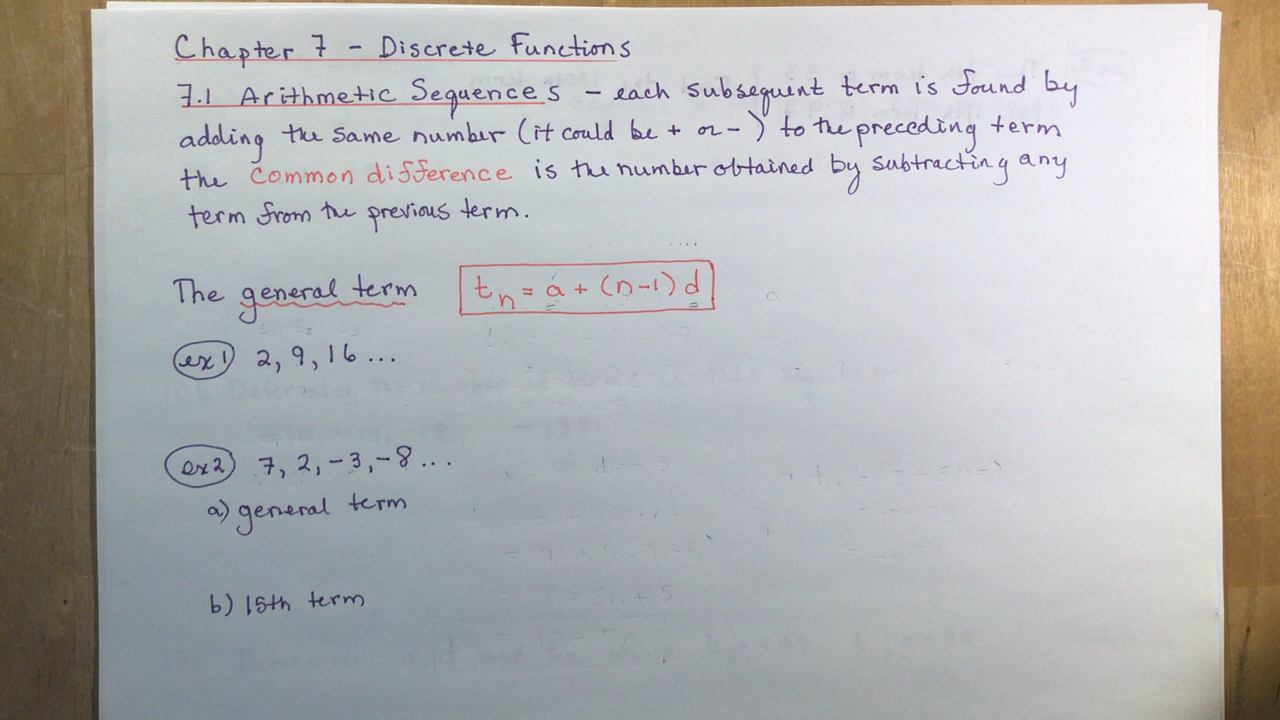 Chapter 7 - Discrete Functions
7.1 Arithmetic Sequences - each subsequent term is found by
adding the same number (it could be + or -) to the preceding term
the common difference is the number obtained by subtracting any
term from the previous term.
The general term tn = a + (n-1) d
ex1 2, 9, 16 ...
ex2 7, 2, -3, -8 ...
a) general term
b) 15th term